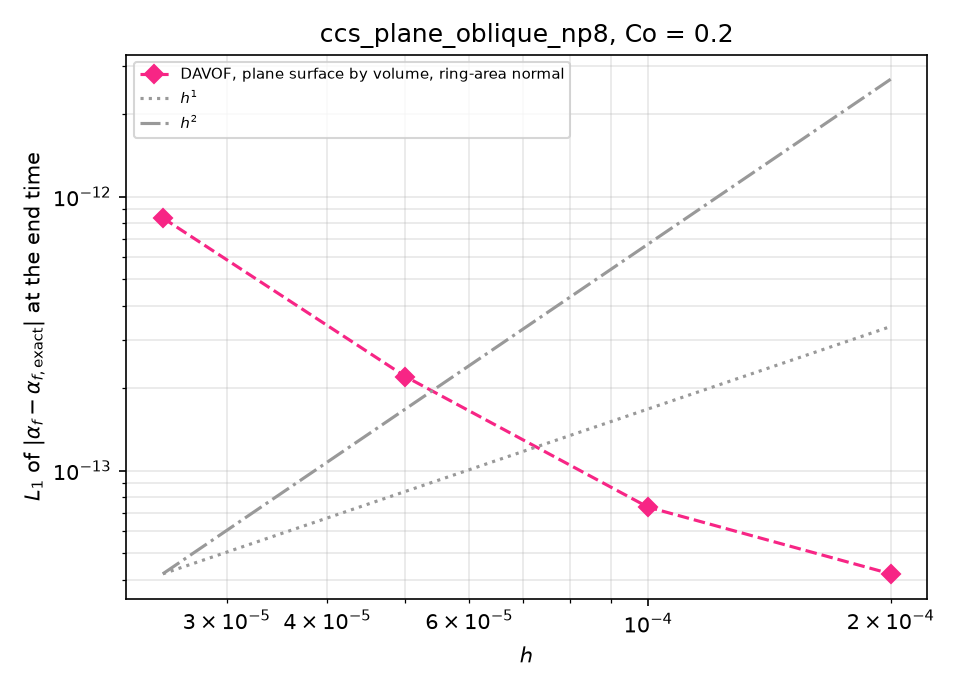 ccs_plane_oblique_np8, Co = 0.2
DAVOF, plane surface by volume, ring-area normal
h¹
h²
L₁ of |α_f − α_{f, exact}| at the end time
10⁻¹²
10⁻¹³
3 × 10⁻⁵ 4 × 10⁻⁵ 6 × 10⁻⁵ 10⁻⁴ 2 × 10⁻⁴
h